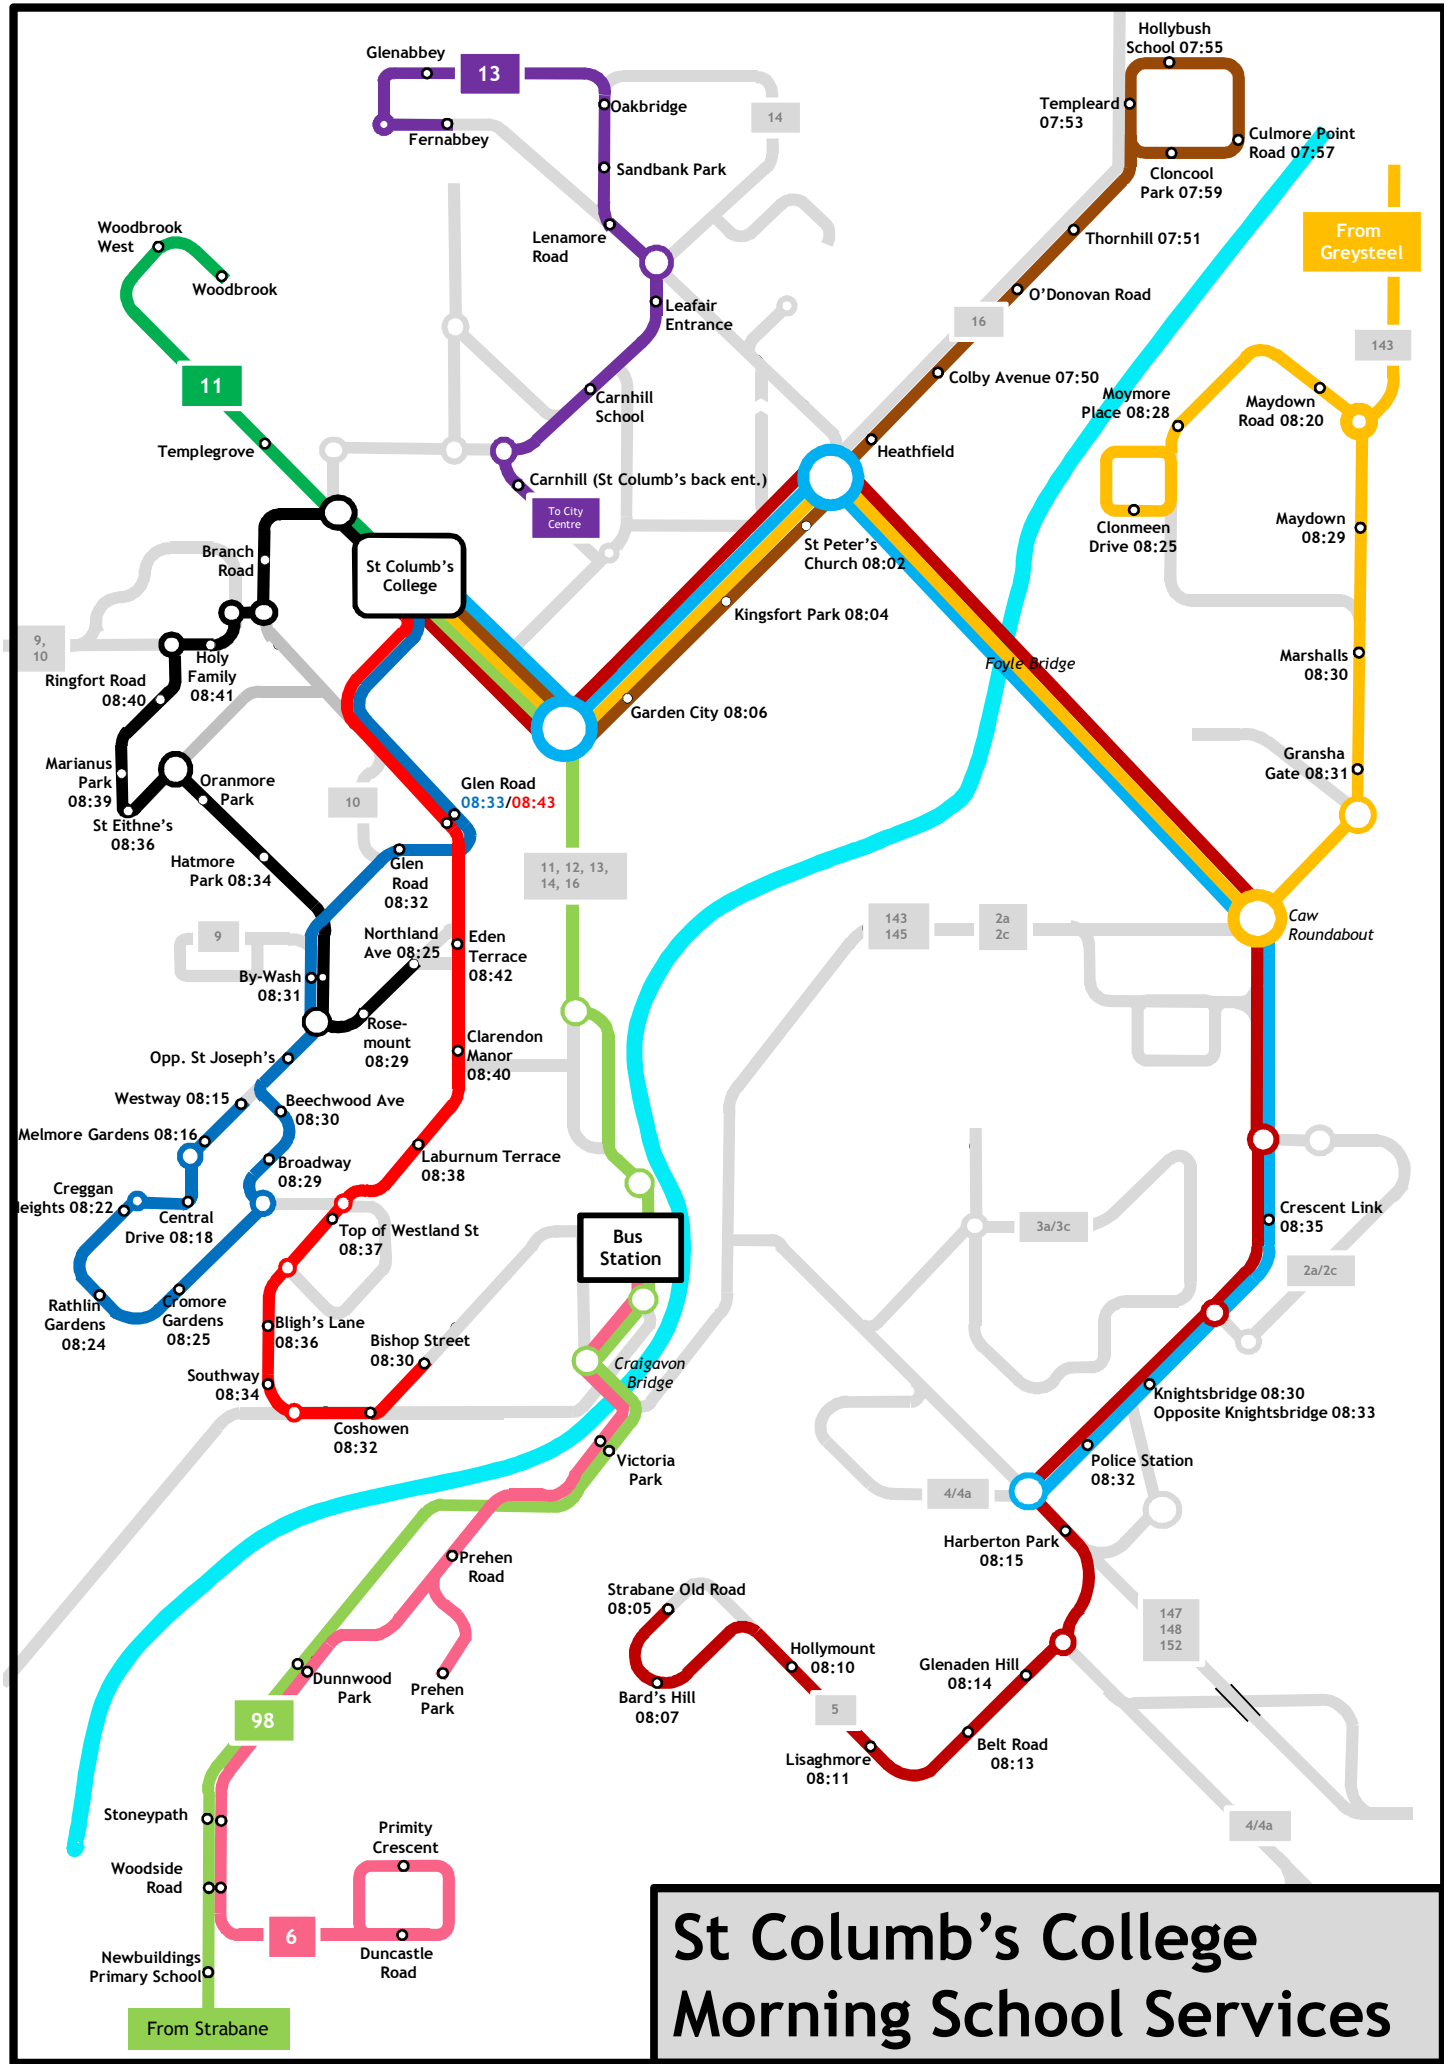 Hollybush
School 07:55
Glenabbey
13
Templeard
07:53
Oakbridge
14
Fernabbey
Culmore Point
Road 07:57
Cloncool
Park 07:59
Sandbank Park
Woodbrook
West
Lenamore
Road
Thornhill 07:51
From
Greysteel
Woodbrook
O'Donovan Road
Leafair
Entrance
16
143
11
Colby Avenue 07:50
Moymore
Place 08:28
Maydown
Road 08:20
Carnhill
School
Templegrove
Heathfield
Carnhill (St Columb's back ent.)
To City
Centre
Clonmeen
Drive 08:25
Maydown
08:29
Branch
Road
St Columb's
College
St Peter's
Church 08:02
Kingsfort Park 08:04
9,
10
Holy
Family
08:41
Ringfort Road
08:40
Foyle Bridge
Marshalls
08:30
Garden City 08:06
Marianus
Park
08:39
Oranmore
Park
Glen Road
08:33/08:43
Gransha
Gate 08:31
10
St Eithne's
08:36
Hatmore
Park 08:34
Glen
Road
08:32
11, 12, 13,
14, 16
9
Northland
Ave 08:25
Eden
Terrace
08:42
143
145
2a
2c
Caw
Roundabout
By-Wash
08:31
Rose-
mount
08:29
Clarendon
Manor
08:40
Opp. St Joseph's
Westway 08:15
Beechwood Ave
08:30
Melmore Gardens 08:16
Broadway
08:29
Laburnum Terrace
08:38
Creggan
eights 08:22
Central
Drive 08:18
Top of Westland St
08:37
Bus
Station
3a/3c
Crescent Link
08:35
2a/2c
Rathlin
Gardens
08:24
Cromore
Gardens
08:25
Bligh's Lane
08:36
Bishop Street
08:30
Craigavon
Bridge
Southway
08:34
Coshowen
08:32
Knightsbridge 08:30
Opposite Knightsbridge 08:33
Victoria
Park
Police Station
08:32
4/4a
Harberton Park
08:15
Prehen
Road
Strabane Old Road
08:05
147
148
152
Hollymount
08:10
Glenaden Hill
08:14
Dunnwood
Park
Prehen
Park
Bard's Hill
08:07
98
5
Lisaghmore
08:11
Belt Road
08:13
Stoneypath
Primity
Crescent
4/4a
Woodside
Road
6
Duncastle
Road
Newbuildings
Primary School
From Strabane
St Columb's College
Morning School Services